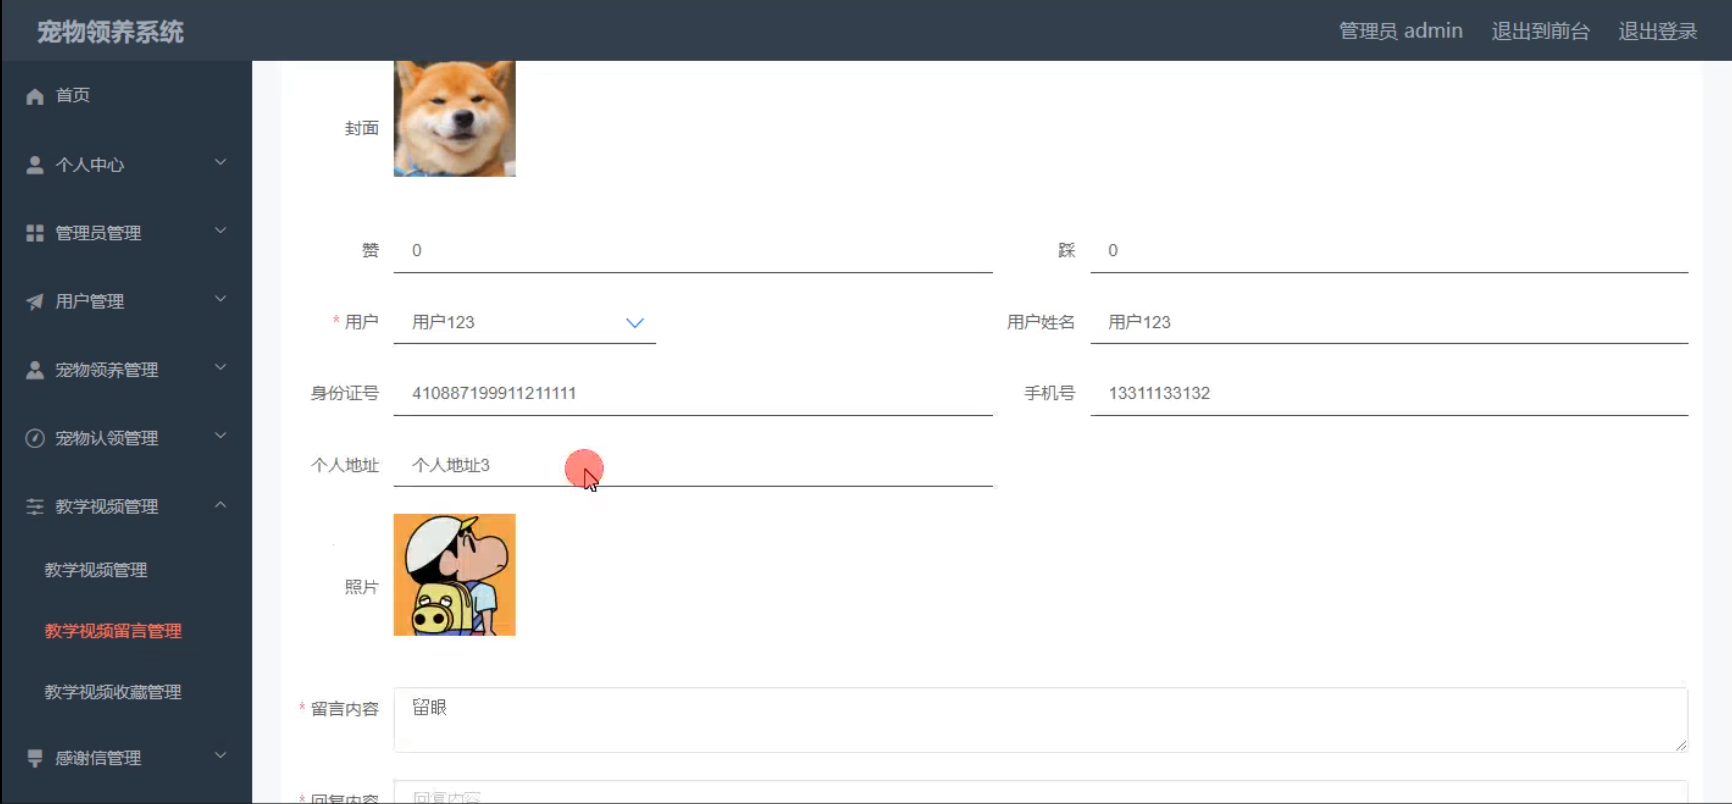 宠物领养系统
管理员 admin 退出到前台 退出登录
首页
个人中心
管理员管理
用户管理
宠物领养管理
宠物认领管理
教学视频管理
教学视频管理
教学视频留言管理
教学视频收藏管理
感谢信管理
封面
赞 0 踩 0
* 用户 用户123 用户姓名 用户123
身份证号 410887199911211111 手机号 13311133132
个人地址 个人地址3
照片
* 留言内容 留眼
* 回复内容 回复内容